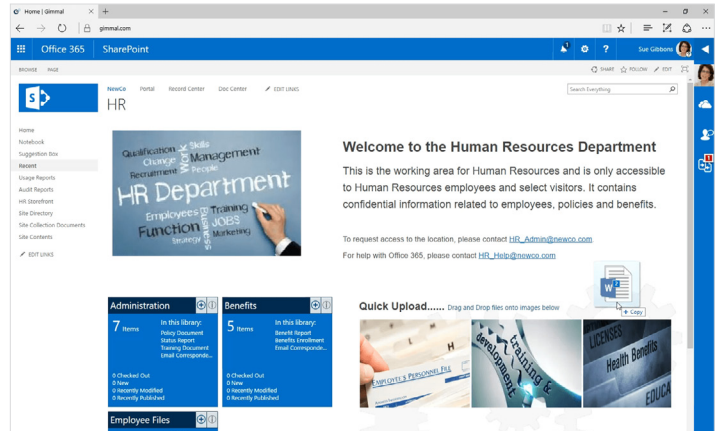 Home | Gimmal
gimmal.com
Office 365 SharePoint
1
? Sue Gibbons
BROWSE PAGE
SHARE FOLLOW EDIT
S
NewCo Portal Record Center Doc Center EDIT LINKS
Search Everything
HR
Home
Notebook
Suggestion Box
Recent
Usage Reports
Audit Reports
HR Storefront
Site Directory
Site Collection Documents
Site Contents
EDIT LINKS
Qualification Skills
Change Work Management
Recruitment People
HR Department
Employees Training
Function JOBS
Strategy Marketing
Welcome to the Human Resources Department
This is the working area for Human Resources and is only accessible
to Human Resources employees and select visitors. It contains
confidential information related to employees, policies and benefits.
To request access to the location, please contact HR_Admin@newco.com
For help with Office 365, please contact HR_Help@newco.com
W
+ Copy
Administration
7 Items
In this library:
Policy Document
Status Report
Training Document
Email Corresponde...
0 Checked Out
0 New
0 Recently Modified
0 Recently Published
Benefits
5 Items
In this library:
Benefit Report
Benefits Enrollment
Email Corresponde...
0 Checked Out
0 New
0 Recently Modified
0 Recently Published
Employee Files
Quick Upload...... Drag and Drop files onto images below
L
H
EMPLOYEE'S PERSONNEL FILE
training &
development
LICENSES
Health Benefits
EDUCA